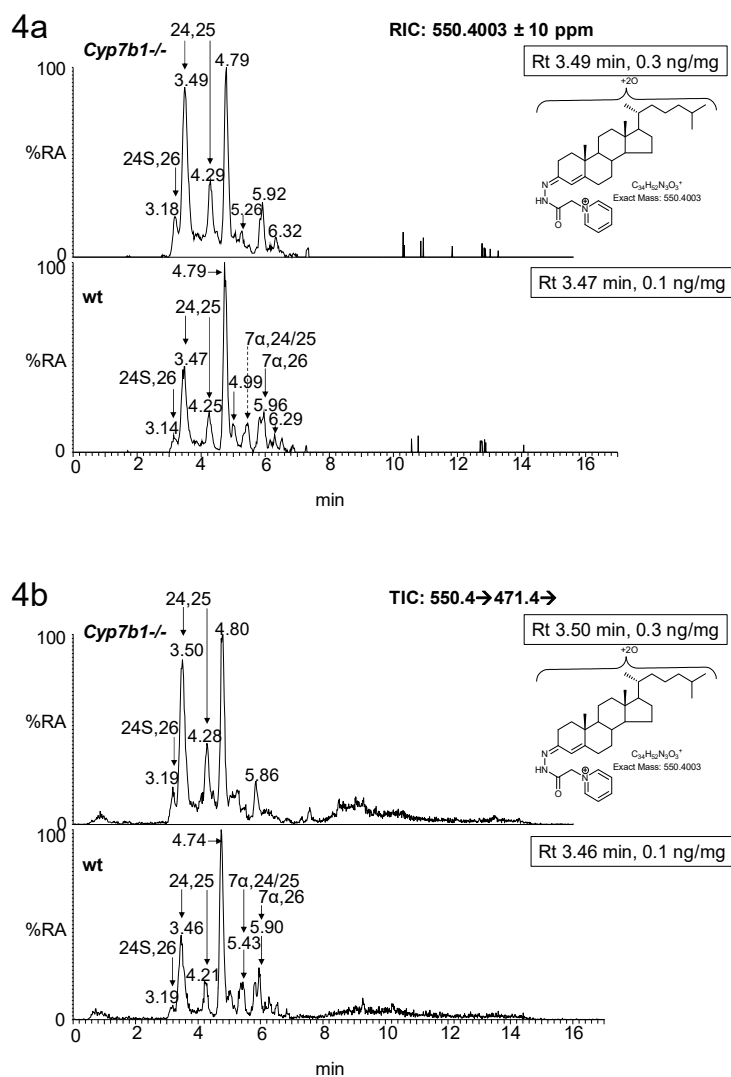 4a
RIC: 550.4003 ± 10 ppm
24,25
Cyp7b1-/-
4.79
Rt 3.49 min, 0.3 ng/mg
100
3.49
+2O
%RA
24S,26
4.29
3.18
5.26
5.92
6.32
0
N
HN
O
N
C34H52N3O3+
Exact Mass: 550.4003
100
4.79
Rt 3.47 min, 0.1 ng/mg
wt
24,25
7α,24/25
7α,26
%RA
3.47
24S,26
4.25
4.99
5.96
3.14
6.29
0
2 4 6 8 10 12 14 16
min
4b
TIC: 550.4→471.4→
24,25
Cyp7b1-/-
4.80
Rt 3.50 min, 0.3 ng/mg
100
3.50
+2O
%RA
24S,26
4.28
3.19
5.86
0
N
HN
O
N
C34H52N3O3+
Exact Mass: 550.4003
100
4.74
Rt 3.46 min, 0.1 ng/mg
wt
24,25
7α,24/25
7α,26
%RA
3.46
5.90
24S,26
5.43
4.21
3.19
0
0 2 4 6 8 10 12 14 16
min